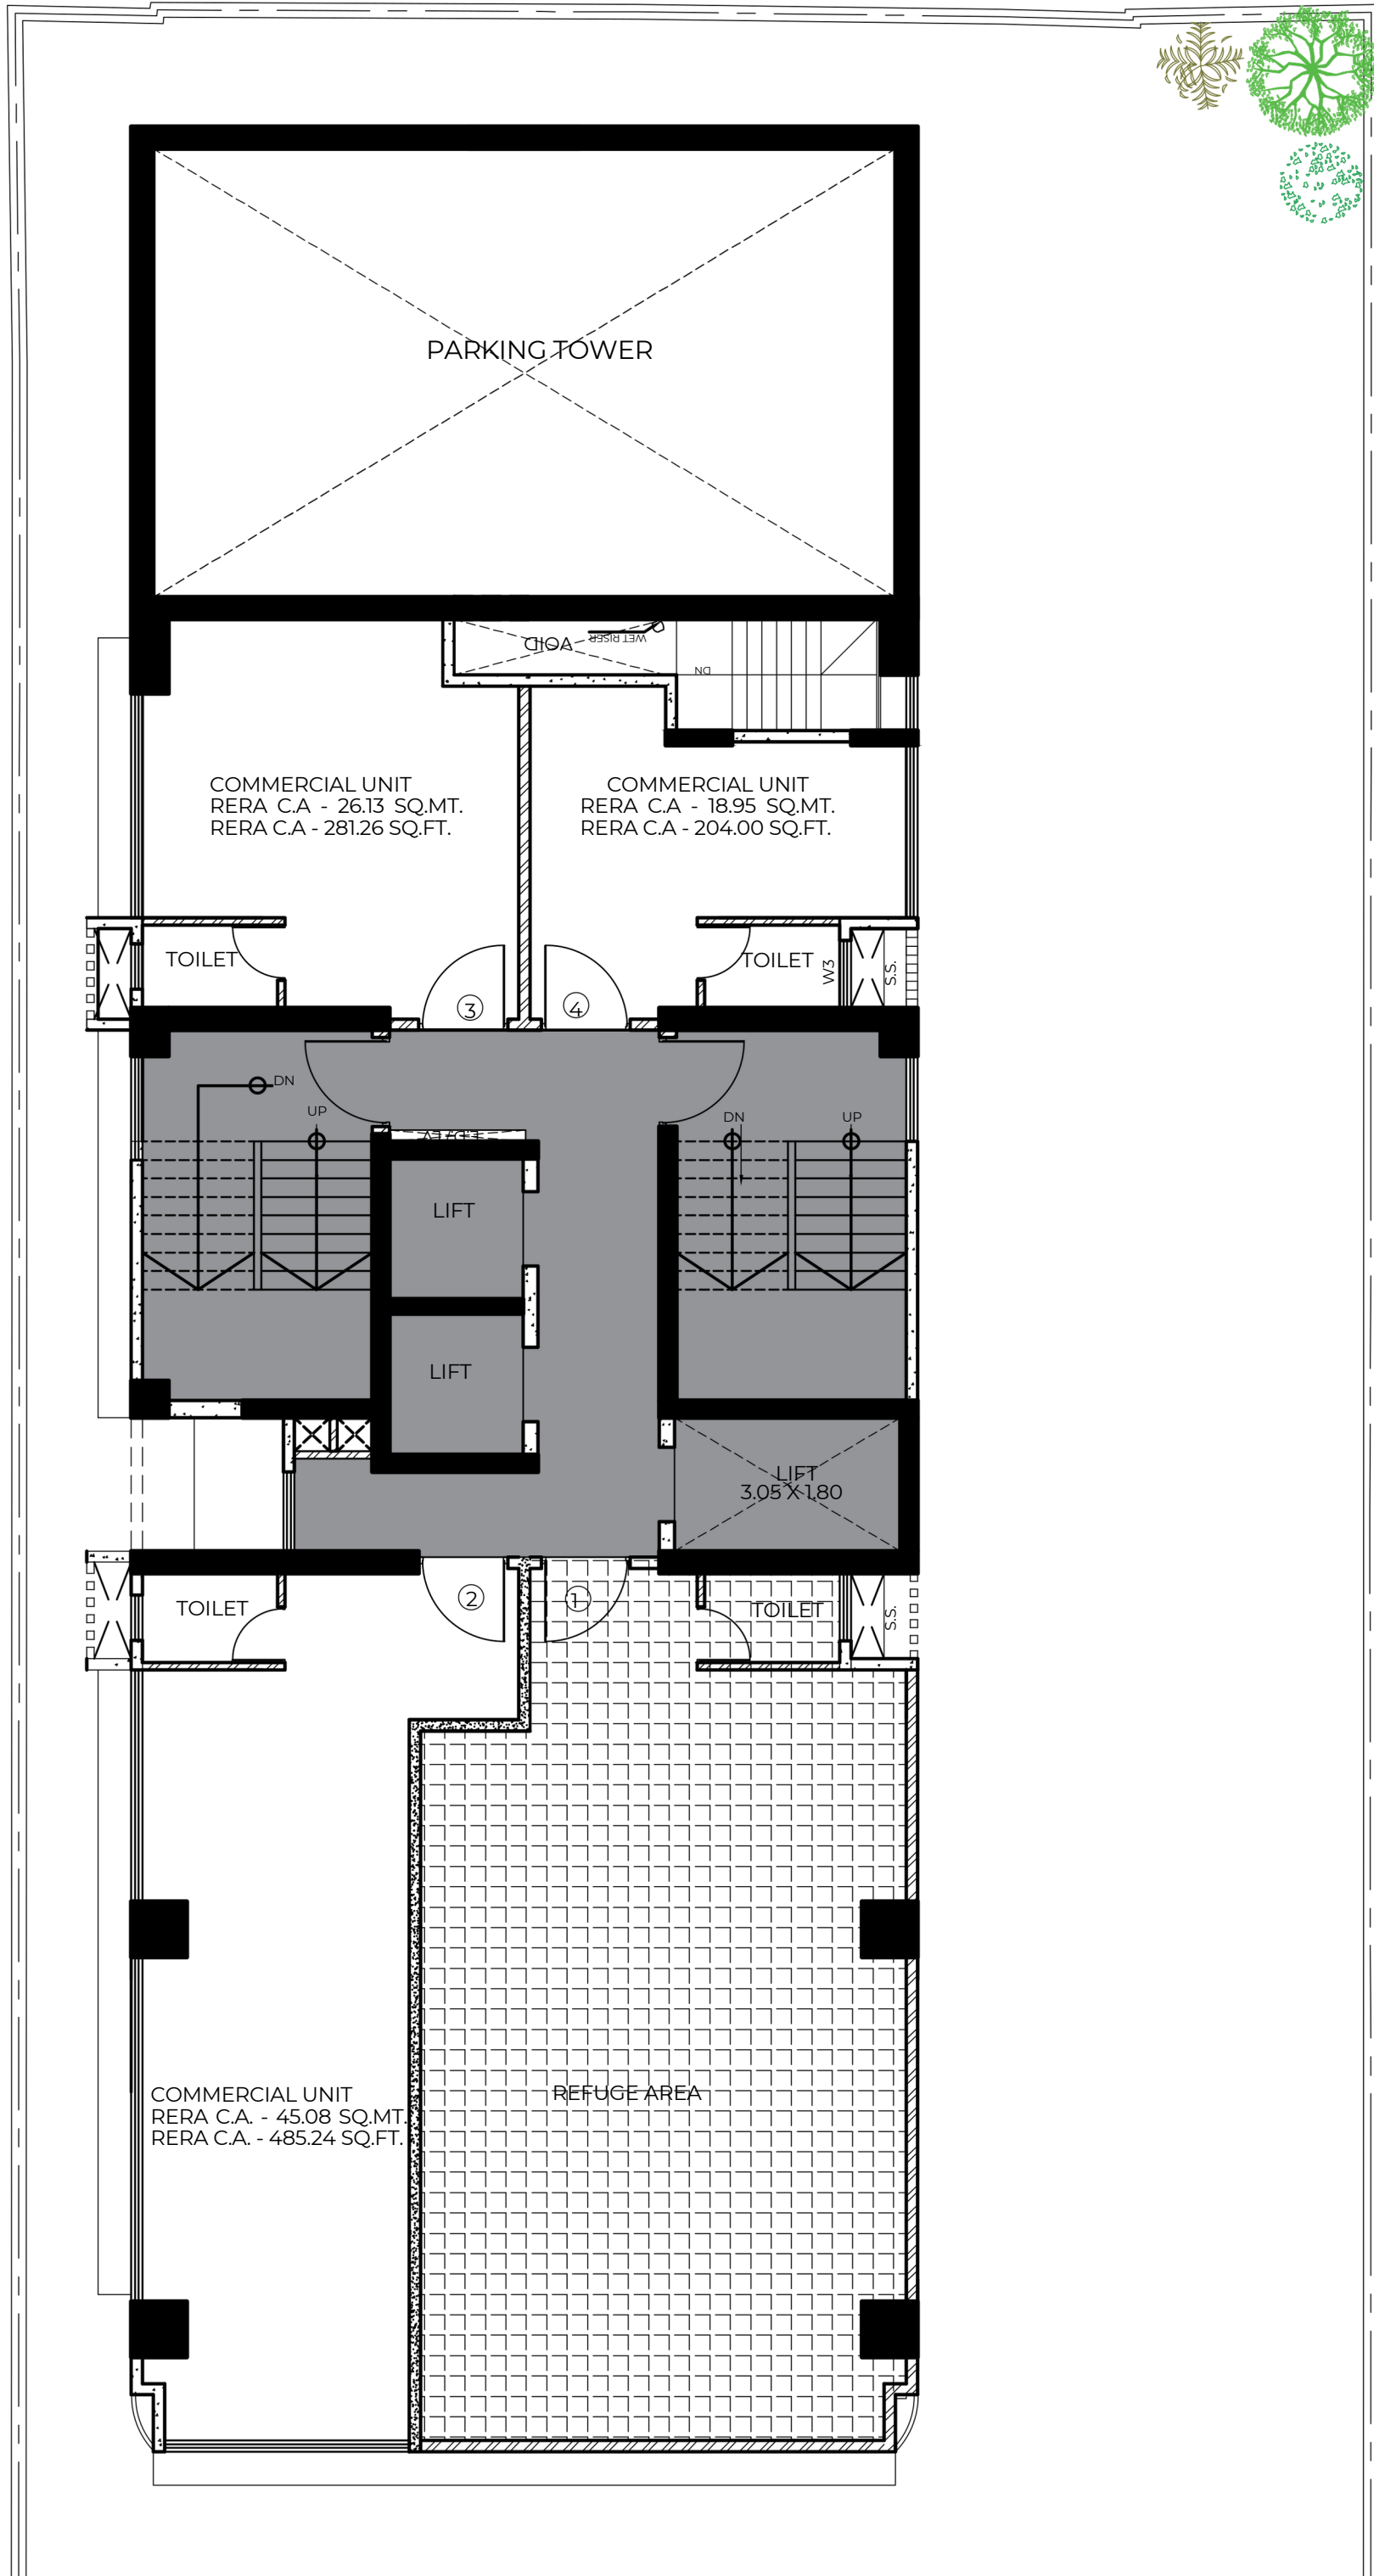 PARKING TOWER
VOID
WET RISER
DN
COMMERCIAL UNIT
RERA C.A - 26.13 SQ.MT.
RERA C.A - 281.26 SQ.FT.
COMMERCIAL UNIT
RERA C.A - 18.95 SQ.MT.
RERA C.A - 204.00 SQ.FT.
TOILET
TOILET
W3
S.S.
3
4
DN
UP
DN
UP
LIFT
LIFT
LIFT
3.05 X 1.80
TOILET
2
1
TOILET
S.S.
COMMERCIAL UNIT
RERA C.A. - 45.08 SQ.MT.
RERA C.A. - 485.24 SQ.FT.
REFUGE AREA